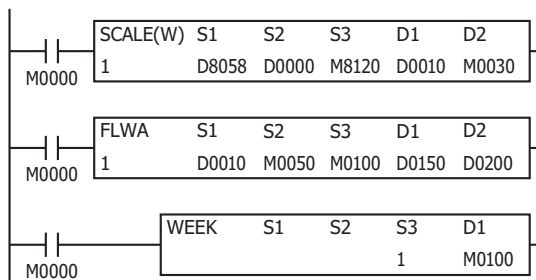 SCALE(W) S1 S2 S3 D1 D2
1 D8058 D0000 M8120 D0010 M0030
M0000
FLWA S1 S2 S3 D1 D2
1 D0010 M0050 M0100 D0150 D0200
M0000
WEEK S1 S2 S3 D1
1 M0100
M0000